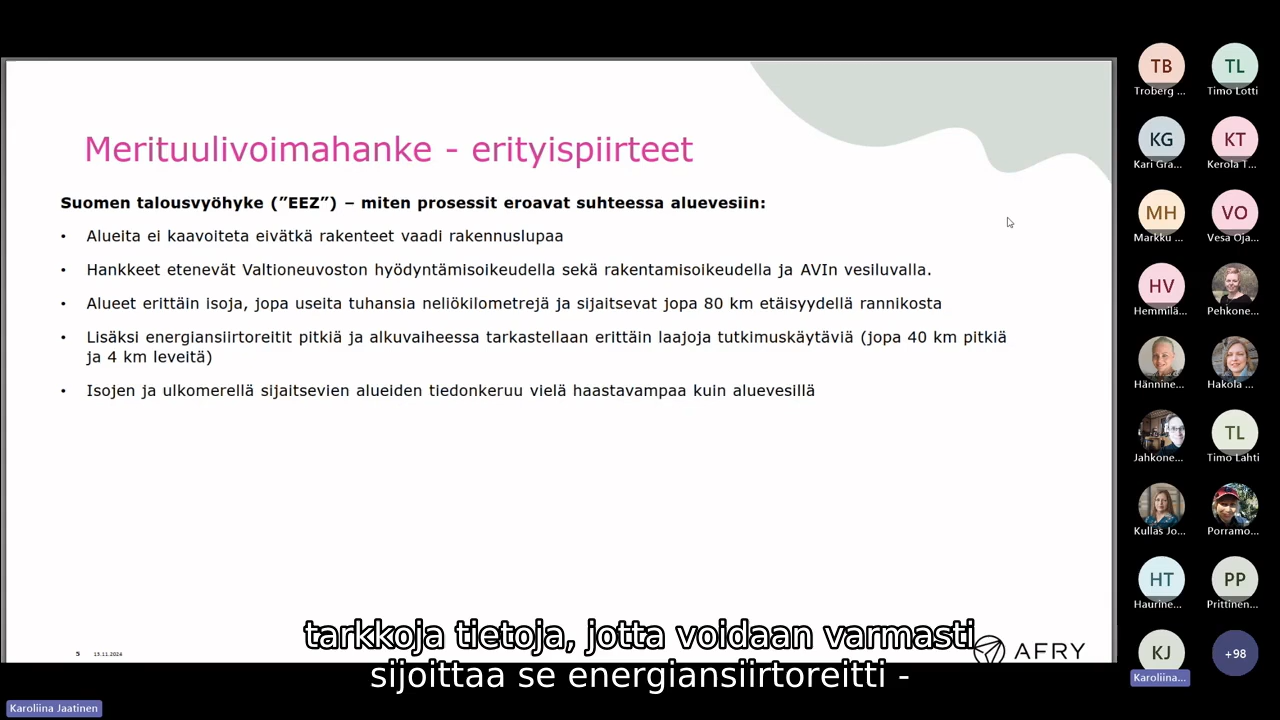 Merituulivoimahanke - erityispiirteet
Suomen talousvyöhyke (”EEZ”) – miten prosessit eroavat suhteessa aluevesiin:
• Alueita ei kaavoiteta eivätkä rakenteet vaadi rakennuslupaa
• Hankkeet etenevät Valtioneuvoston hyödyntämisoikeudella sekä rakentamisoikeudella ja AVIn vesiluvalla.
• Alueet erittäin isoja, jopa useita tuhansia neliökilometrejä ja sijaitsevat jopa 80 km etäisyydellä rannikosta
• Lisäksi energiansiirtoreitit pitkiä ja alkuvaiheessa tarkastellaan erittäin laajoja tutkimuskäytäviä (jopa 40 km pitkiä
ja 4 km leveitä)
• Isojen ja ulkomerellä sijaitsevien alueiden tiedonkeruu vielä haastavampaa kuin aluevesillä
5 13.11.2024
AFRY
tarkkoja tietoja, jotta voidaan varmasti
sijoittaa se energiansiirtoreitti -
Karoliina Jaatinen
TB TL
Troberg ... Timo Lotti
KG KT
Kari Gra... Kerola T...
MH VO
Markku ... Vesa Oja...
HV
Hemmilä... Pehkone...
Hännine... Hakola ...
TL
Jahkone... Timo Lahti
Kullas Jo... Porramo...
HT PP
Haurine... Prittinen...
KJ +98
Karoliina...